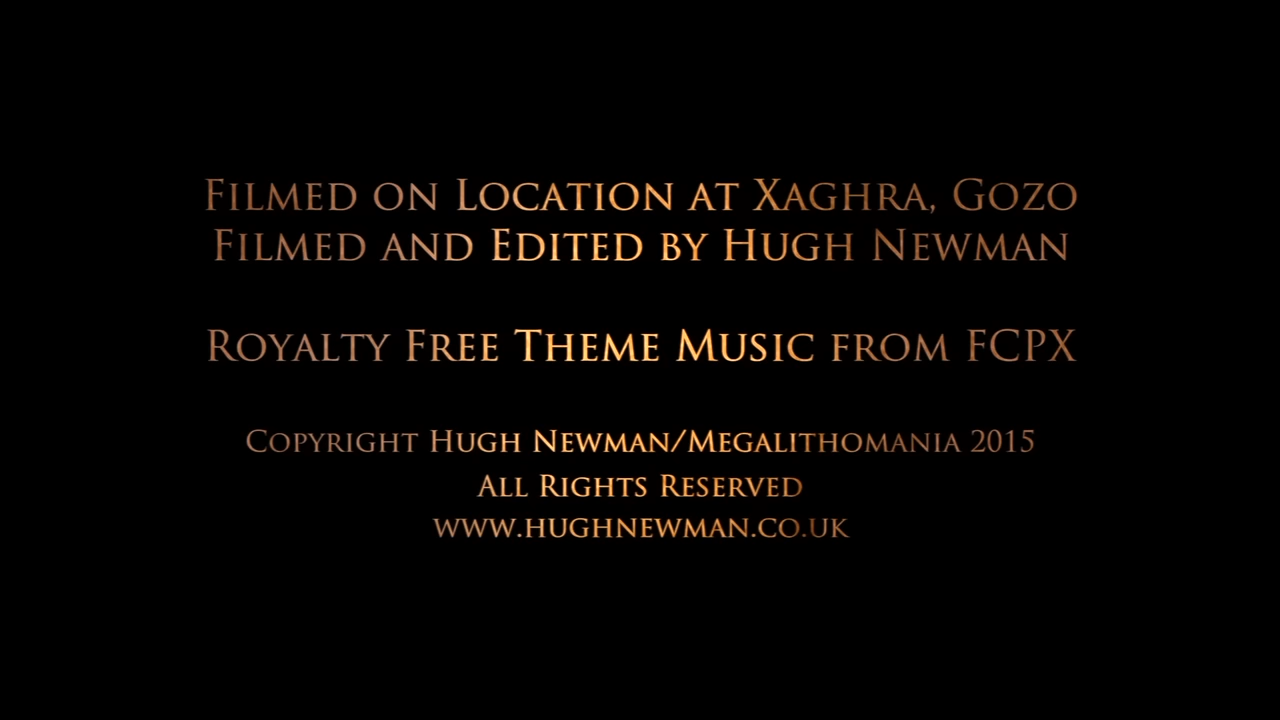 Filmed on Location at Xaghra, Gozo
Filmed and Edited by Hugh Newman
Royalty Free Theme Music from FCPX
Copyright Hugh Newman/Megalithomania 2015
All Rights Reserved
www.hughnewman.co.uk